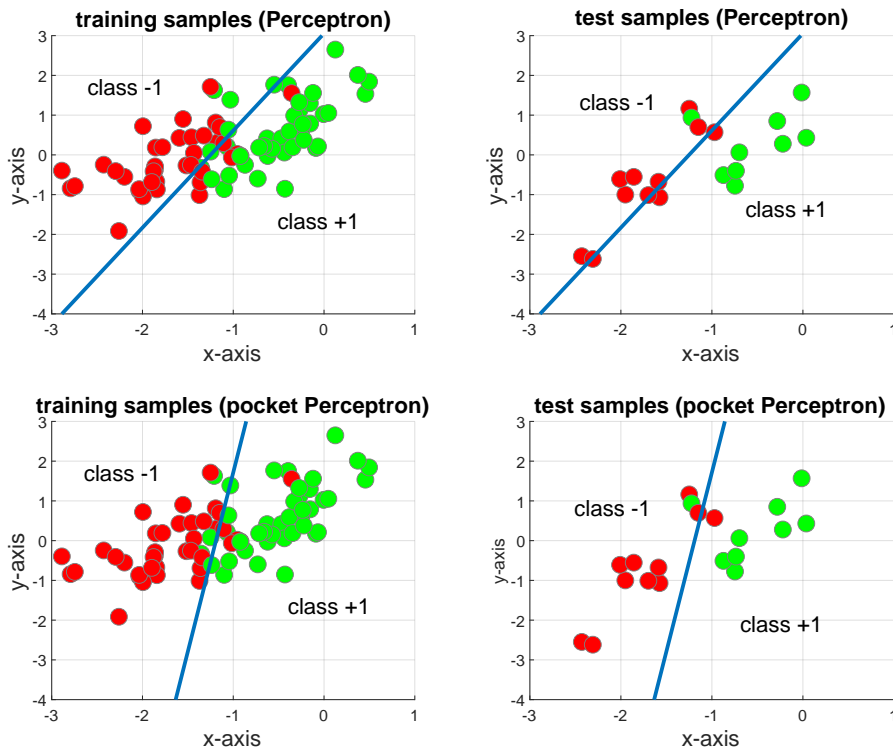 training samples (Perceptron)
3
2
1
0
-1
-2
-3
-4
y-axis
class -1
class +1
-3 -2 -1 0 1
x-axis
test samples (Perceptron)
3
2
1
0
-1
-2
-3
-4
y-axis
class -1
class +1
-3 -2 -1 0 1
x-axis
training samples (pocket Perceptron)
3
2
1
0
-1
-2
-3
-4
y-axis
class -1
class +1
-3 -2 -1 0 1
x-axis
test samples (pocket Perceptron)
3
2
1
0
-1
-2
-3
-4
y-axis
class -1
class +1
-3 -2 -1 0 1
x-axis